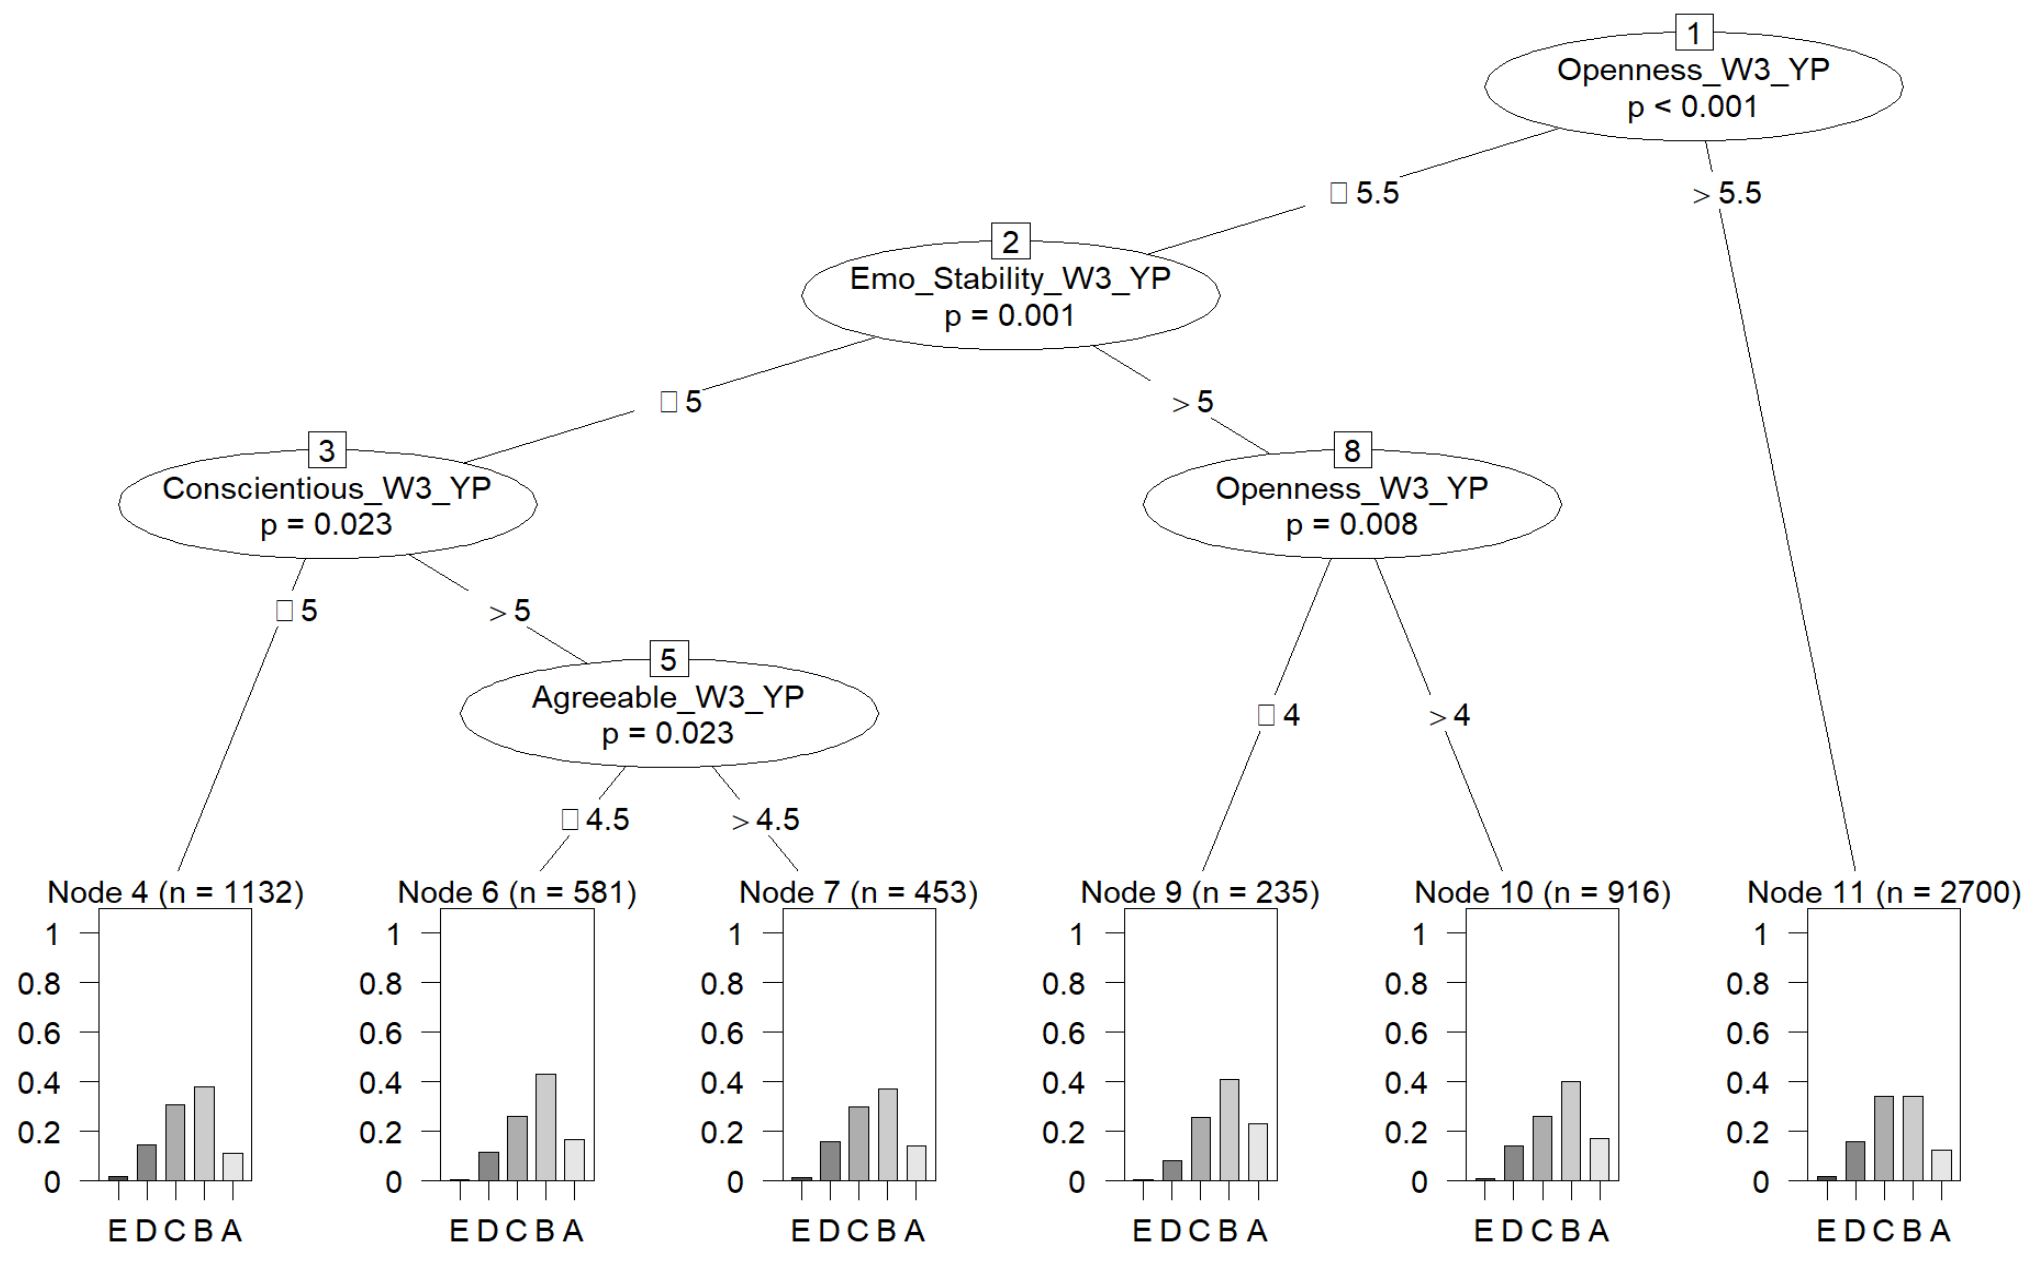 1
Openness_W3_YP
p < 0.001
□ 5.5
> 5.5
2
Emo_Stability_W3_YP
p = 0.001
□ 5
> 5
3
Conscientious_W3_YP
p = 0.023
8
Openness_W3_YP
p = 0.008
□ 5
> 5
5
Agreeable_W3_YP
p = 0.023
□ 4
> 4
□ 4.5
> 4.5
Node 4 (n = 1132)
1
0.8
0.6
0.4
0.2
0
E D C B A
Node 6 (n = 581)
1
0.8
0.6
0.4
0.2
0
E D C B A
Node 7 (n = 453)
1
0.8
0.6
0.4
0.2
0
E D C B A
Node 9 (n = 235)
1
0.8
0.6
0.4
0.2
0
E D C B A
Node 10 (n = 916)
1
0.8
0.6
0.4
0.2
0
E D C B A
Node 11 (n = 2700)
1
0.8
0.6
0.4
0.2
0
E D C B A